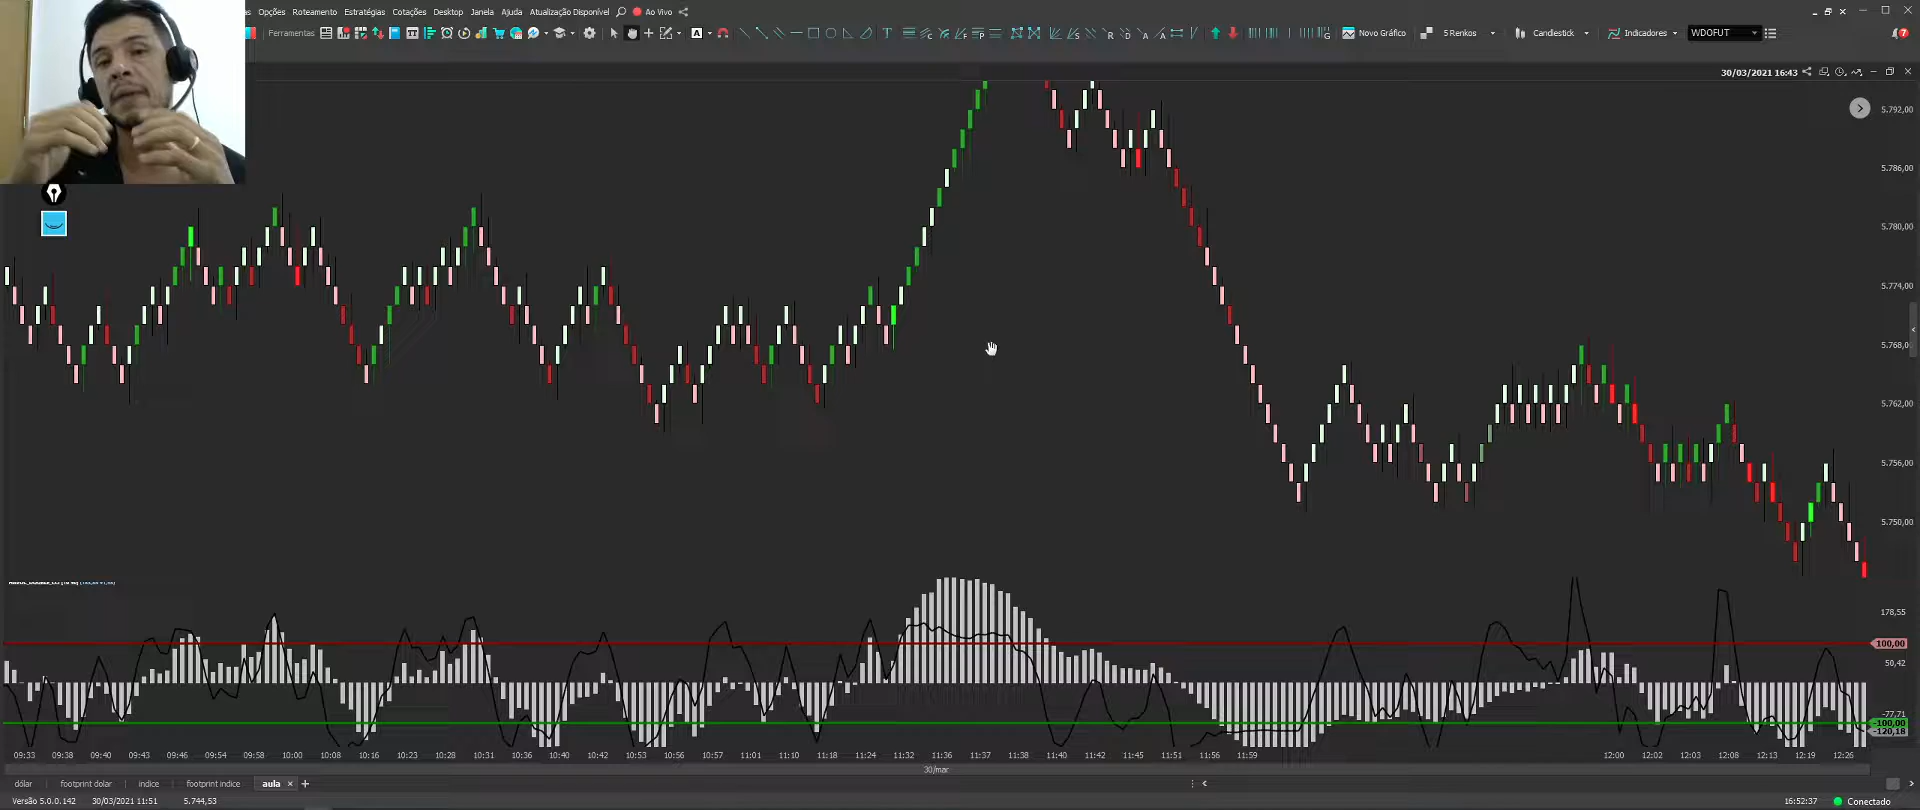 Opções Roteamento Estratégias Cotações Desktop Janela Ajuda Atualização Disponível Ao Vivo
Ferramentas
Novo Gráfico 5 Renkos Candlestick Indicadores WDOFUT
30/03/2021 16:43
5.792,00
5.786,00
5.780,00
5.774,00
5.768,00
5.762,00
5.756,00
5.750,00
178,55
100,00
50,42
-77,71
-100,00
-120,18
09:33 09:38 09:40 09:43 09:46 09:54 09:58 10:00 10:08 10:16 10:23 10:28 10:31 10:40 10:42 10:54 10:58 11:01 11:10 11:18 11:24 11:32 11:36 11:37 11:38 11:40 11:42 11:45 11:51 11:56 11:59 12:00 12:02 12:03 12:08 12:13 12:19 12:26
30/mar
dólar footprint dolar indice footprint indice aula
Versão 5.0.0.142 30/03/2021 11:51 5.744,53 16:52:37 Conectado